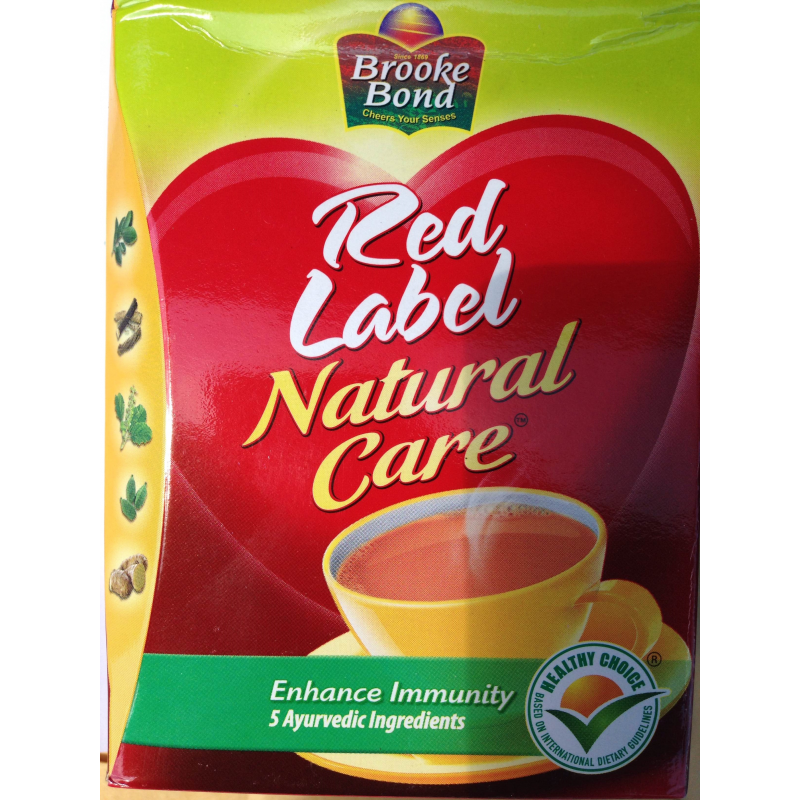 Since 1869
Brooke
Bond
Cheers Your Senses
Red
Label
Natural
Care™
Enhance Immunity
5 Ayurvedic Ingredients
HEALTHY CHOICE ®
BASED ON INTERNATIONAL DIETARY GUIDELINES